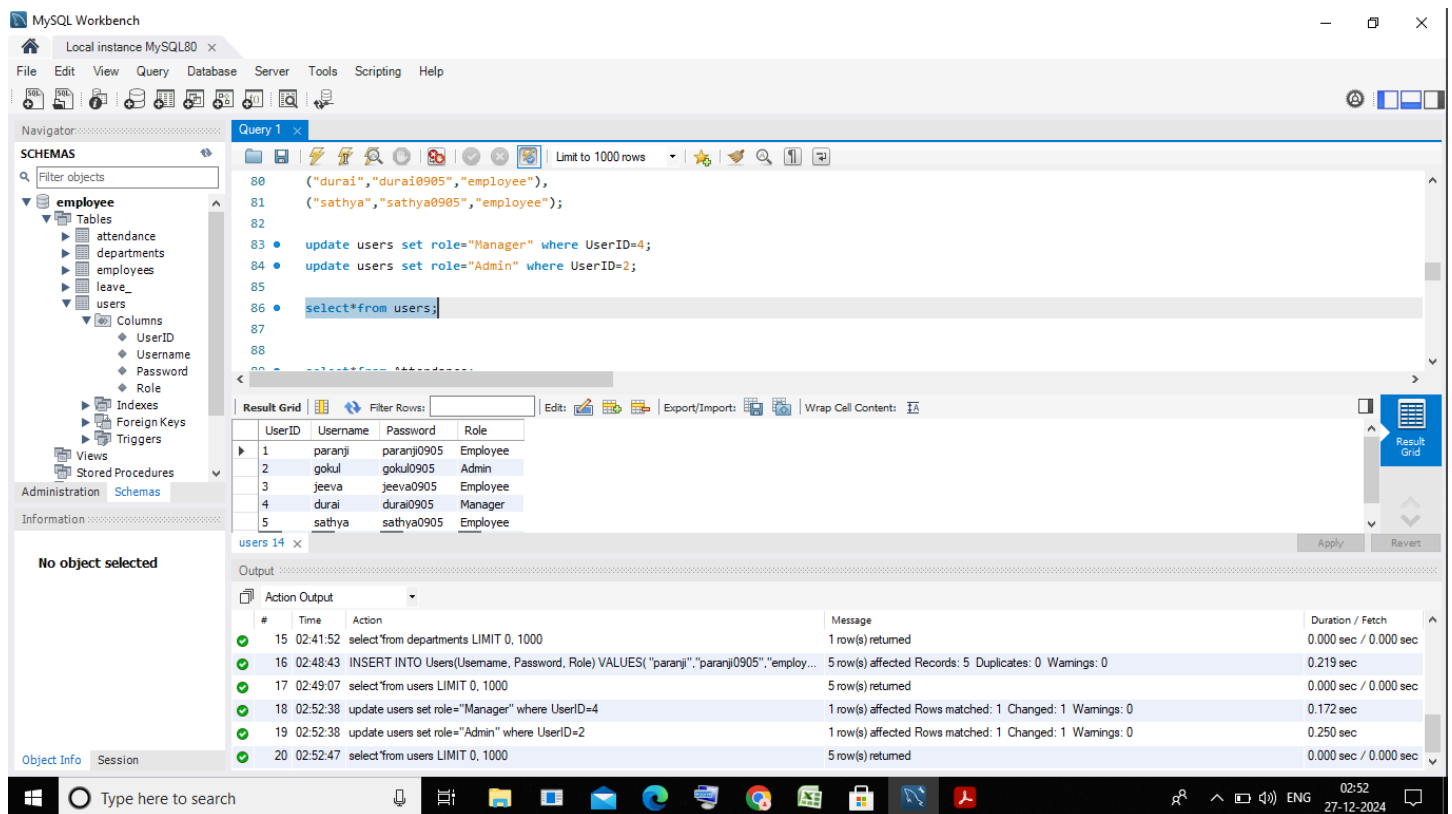 MySQL Workbench
Local instance MySQL80
File Edit View Query Database Server Tools Scripting Help
Navigator
SCHEMAS
Filter objects
employee
Tables
attendance
departments
employees
leave_
users
Columns
UserID
Username
Password
Role
Indexes
Foreign Keys
Triggers
Views
Stored Procedures
Administration Schemas
Information
No object selected
Object Info Session
Query 1
Limit to 1000 rows
80 ("durai","durai0905","employee"),
81 ("sathya","sathya0905","employee");
82
83 update users set role="Manager" where UserID=4;
84 update users set role="Admin" where UserID=2;
85
86 select*from users;
87
88
89 select*from Attendance;
Result Grid Filter Rows: Edit: Export/Import: Wrap Cell Content:
Result Grid
UserID Username Password Role
1 paranji paranji0905 Employee
2 gokul gokul0905 Admin
3 jeeva jeeva0905 Employee
4 durai durai0905 Manager
5 sathya sathya0905 Employee
users 14 Apply Revert
Output
Action Output
# Time Action Message Duration / Fetch
15 02:41:52 select*from departments LIMIT 0, 1000 1 row(s) returned 0.000 sec / 0.000 sec
16 02:48:43 INSERT INTO Users(Username, Password, Role) VALUES( "paranji","paranji0905","employ... 5 row(s) affected Records: 5 Duplicates: 0 Warnings: 0 0.219 sec
17 02:49:07 select*from users LIMIT 0, 1000 5 row(s) returned 0.000 sec / 0.000 sec
18 02:52:38 update users set role="Manager" where UserID=4 1 row(s) affected Rows matched: 1 Changed: 1 Warnings: 0 0.172 sec
19 02:52:38 update users set role="Admin" where UserID=2 1 row(s) affected Rows matched: 1 Changed: 1 Warnings: 0 0.250 sec
20 02:52:47 select*from users LIMIT 0, 1000 5 row(s) returned 0.000 sec / 0.000 sec
Type here to search
ENG
02:52
27-12-2024